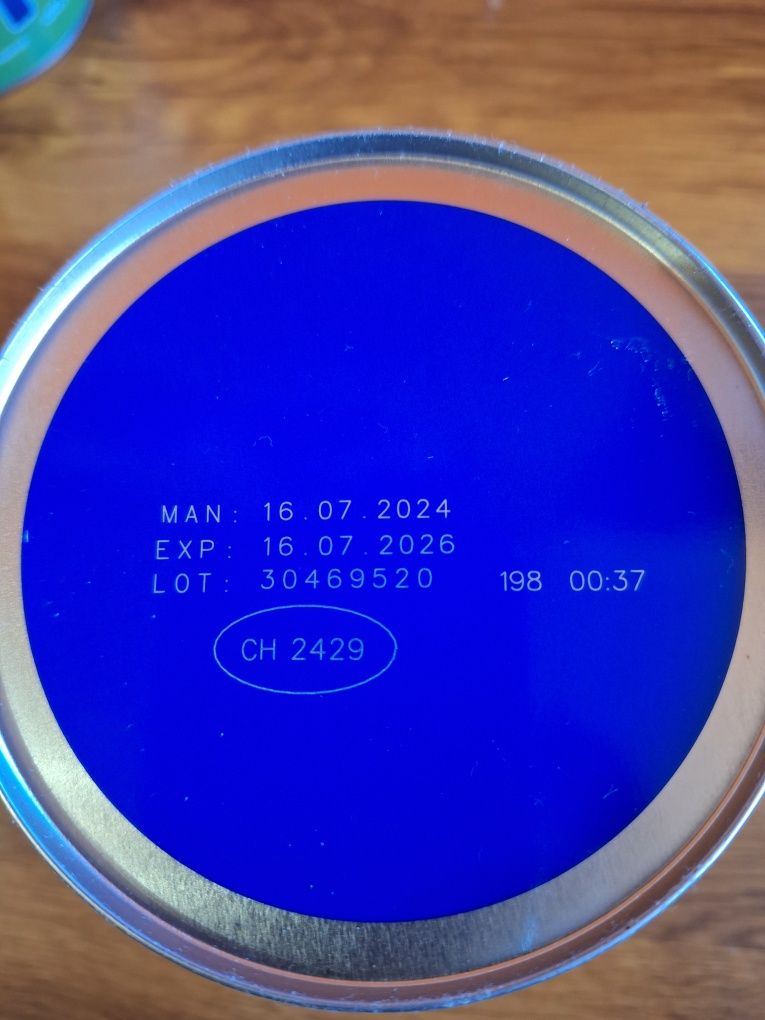 MAN: 16.07.2024
EXP: 16.07.2026
LOT: 30469520 198 00:37
CH 2429